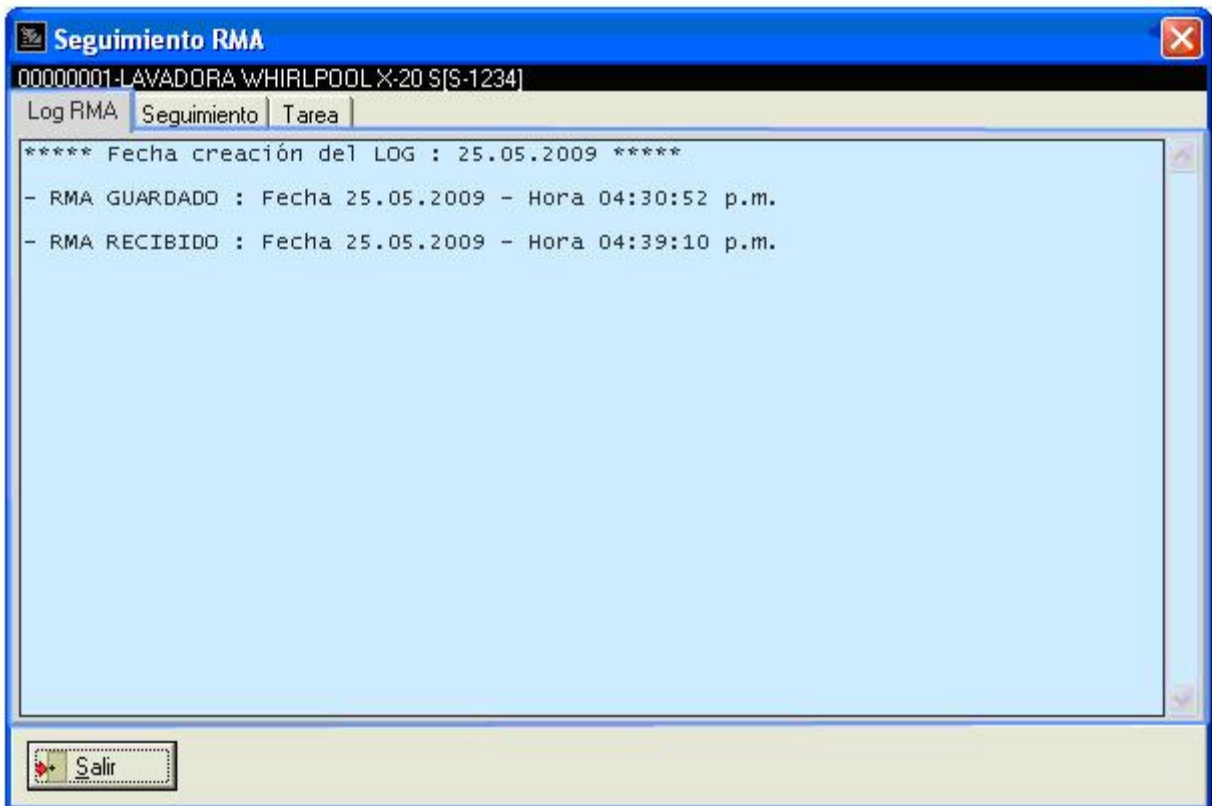 Seguimiento RMA
00000001-LAVADORA WHIRLPOOL X-20 S[S-1234]
Log RMA Seguimiento Tarea
***** Fecha creación del LOG : 25.05.2009 *****
- RMA GUARDADO : Fecha 25.05.2009 - Hora 04:30:52 p.m.
- RMA RECIBIDO : Fecha 25.05.2009 - Hora 04:39:10 p.m.
Salir